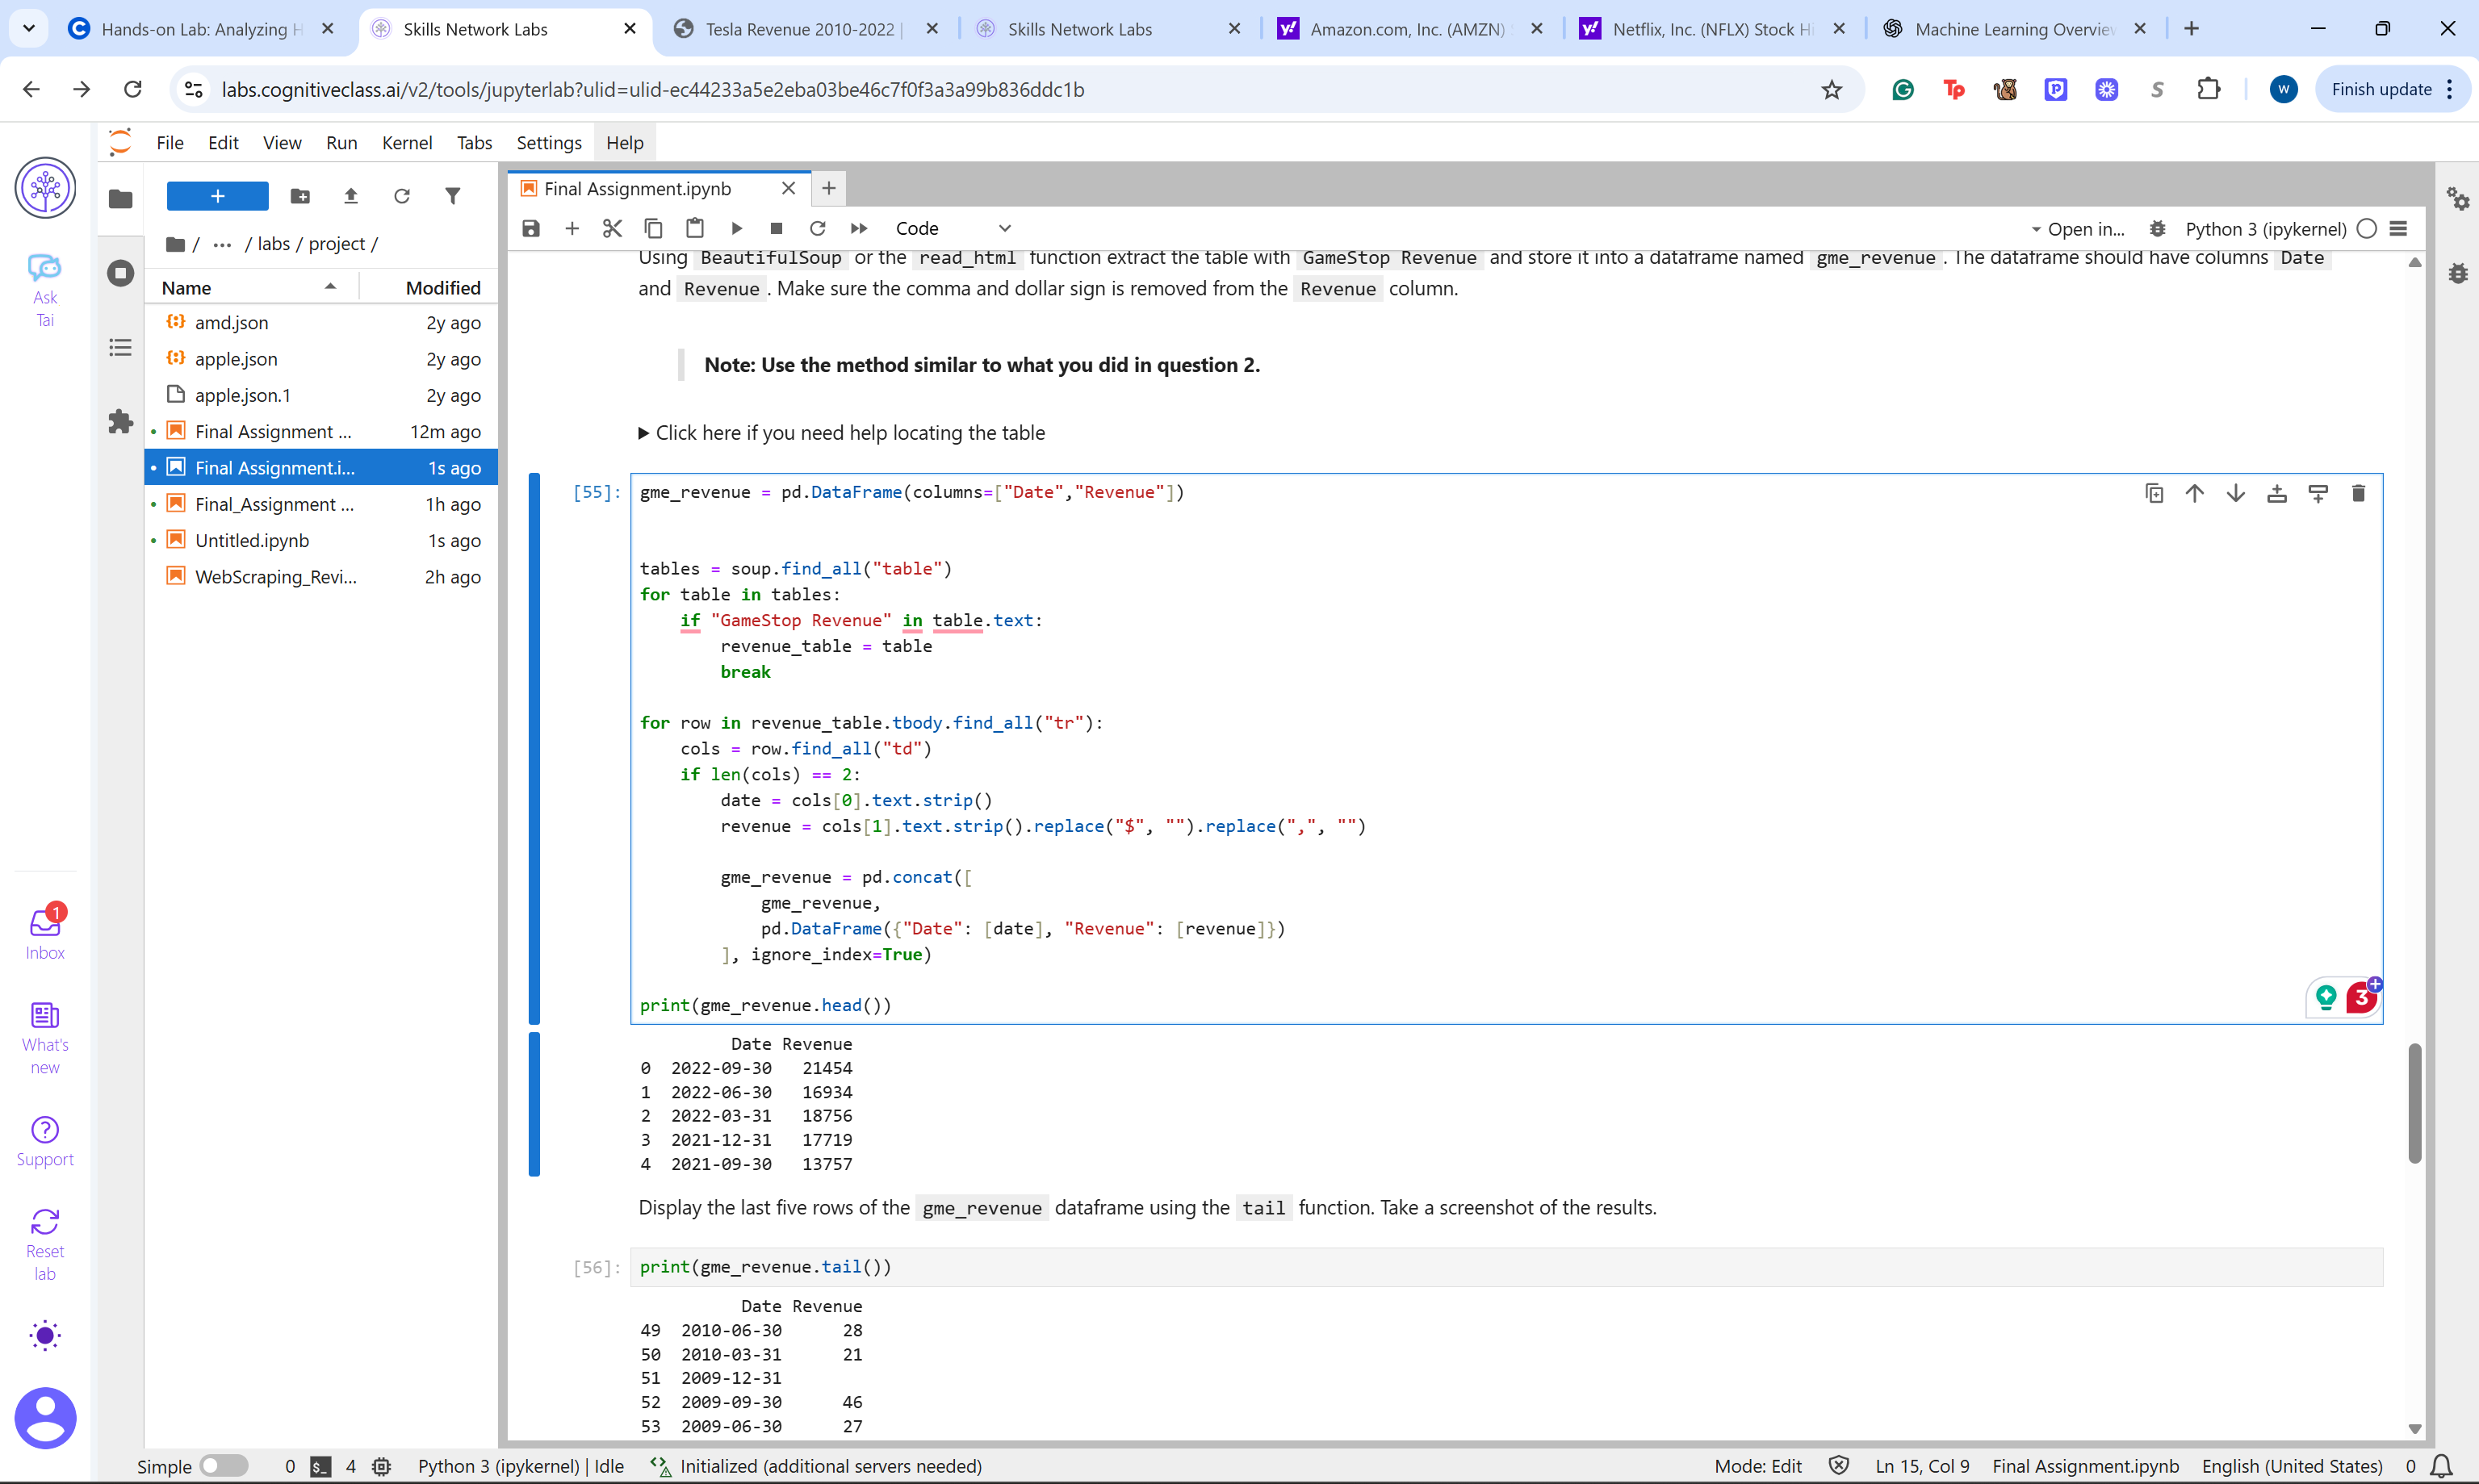 Hands-on Lab: Analyzing H
Skills Network Labs
Tesla Revenue 2010-2022 |
Skills Network Labs
Amazon.com, Inc. (AMZN)
Netflix, Inc. (NFLX) Stock Hi
Machine Learning Overview
labs.cognitiveclass.ai/v2/tools/jupyterlab?ulid=ulid-ec44233a5e2eba03be46c7f0f3a3a99b836ddc1b
W
Finish update
File Edit View Run Kernel Tabs Settings Help
Ask
Tai
/ ... / labs / project /
Name Modified
amd.json 2y ago
apple.json 2y ago
apple.json.1 2y ago
Final Assignment ... 12m ago
Final Assignment.i... 1s ago
Final_Assignment ... 1h ago
Untitled.ipynb 1s ago
WebScraping_Revi... 2h ago
1
Inbox
What's
new
Support
Reset
lab
Final Assignment.ipynb
Code
Open in...
Python 3 (ipykernel)
Using BeautifulSoup or the read_html function extract the table with GameStop Revenue and store it into a dataframe named gme_revenue . The dataframe should have columns Date
and Revenue . Make sure the comma and dollar sign is removed from the Revenue column.
Note: Use the method similar to what you did in question 2.
Click here if you need help locating the table
[55]: gme_revenue = pd.DataFrame(columns=["Date","Revenue"])
tables = soup.find_all("table")
for table in tables:
    if "GameStop Revenue" in table.text:
        revenue_table = table
        break
for row in revenue_table.tbody.find_all("tr"):
    cols = row.find_all("td")
    if len(cols) == 2:
        date = cols[0].text.strip()
        revenue = cols[1].text.strip().replace("$", "").replace(",", "")
        gme_revenue = pd.concat([
            gme_revenue,
            pd.DataFrame({"Date": [date], "Revenue": [revenue]})
        ], ignore_index=True)
print(gme_revenue.head())
3
Date Revenue
0 2022-09-30 21454
1 2022-06-30 16934
2 2022-03-31 18756
3 2021-12-31 17719
4 2021-09-30 13757
Display the last five rows of the gme_revenue dataframe using the tail function. Take a screenshot of the results.
[56]: print(gme_revenue.tail())
Date Revenue
49 2010-06-30 28
50 2010-03-31 21
51 2009-12-31
52 2009-09-30 46
53 2009-06-30 27
Simple 0 4 Python 3 (ipykernel) | Idle Initialized (additional servers needed) Mode: Edit Ln 15, Col 9 Final Assignment.ipynb English (United States) 0